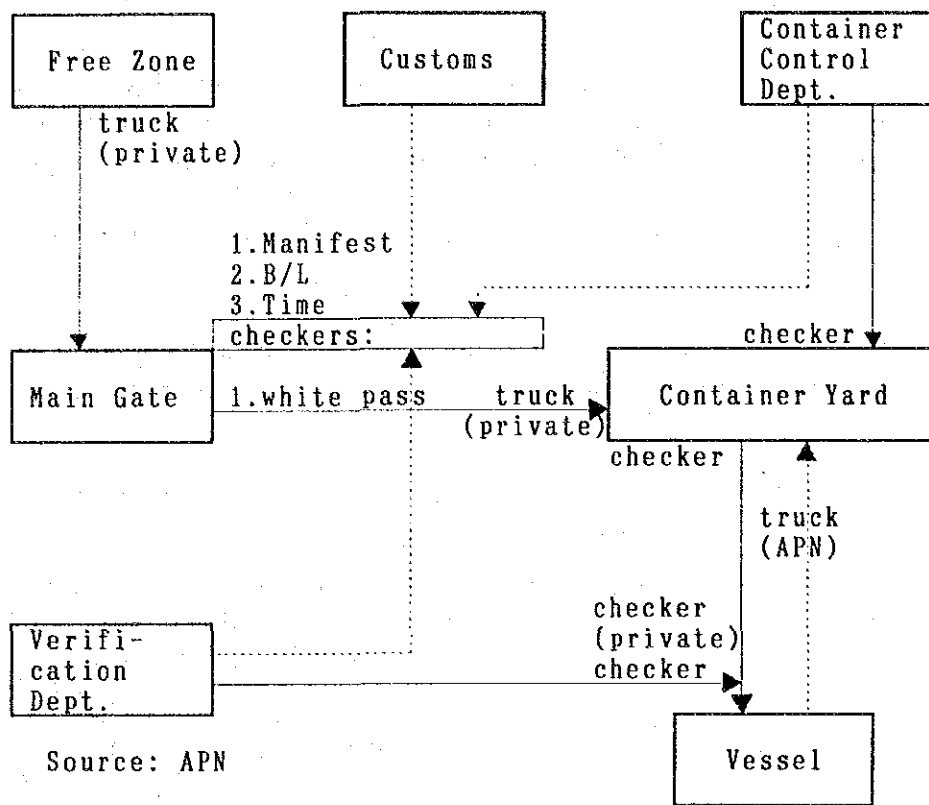 Free Zone
Customs
Container
Control
Dept.
truck
(private)
1.Manifest
2.B/L
3.Time
checkers:
checker
Main Gate
1.white pass
truck
(private)
Container Yard
checker
truck
(APN)
checker
(private)
checker
Verifi-
cation
Dept.
Vessel
Source: APN